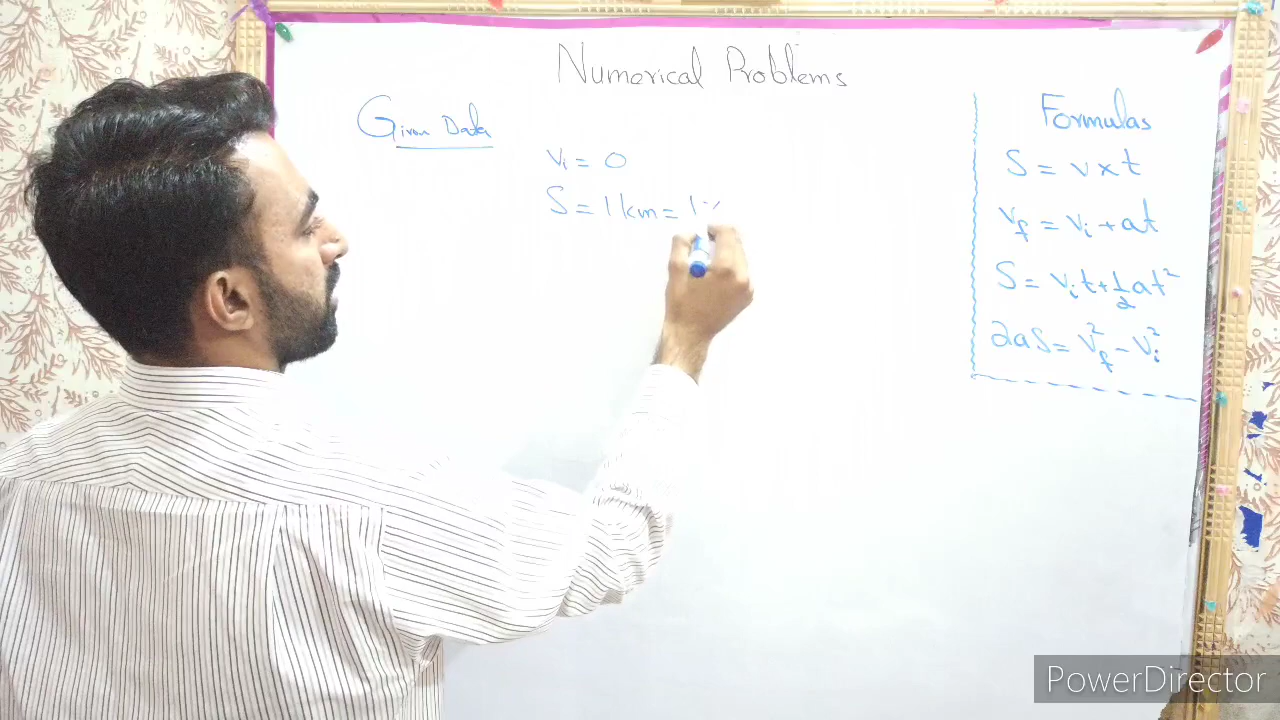 Numerical Problems
Given Data
Vi = 0
S = 1 km = 1 ×
Formulas
S = v × t
Vf = Vi + at
S = Vit + 1/2 at²
2aS = Vf² - Vi²
PowerDirector